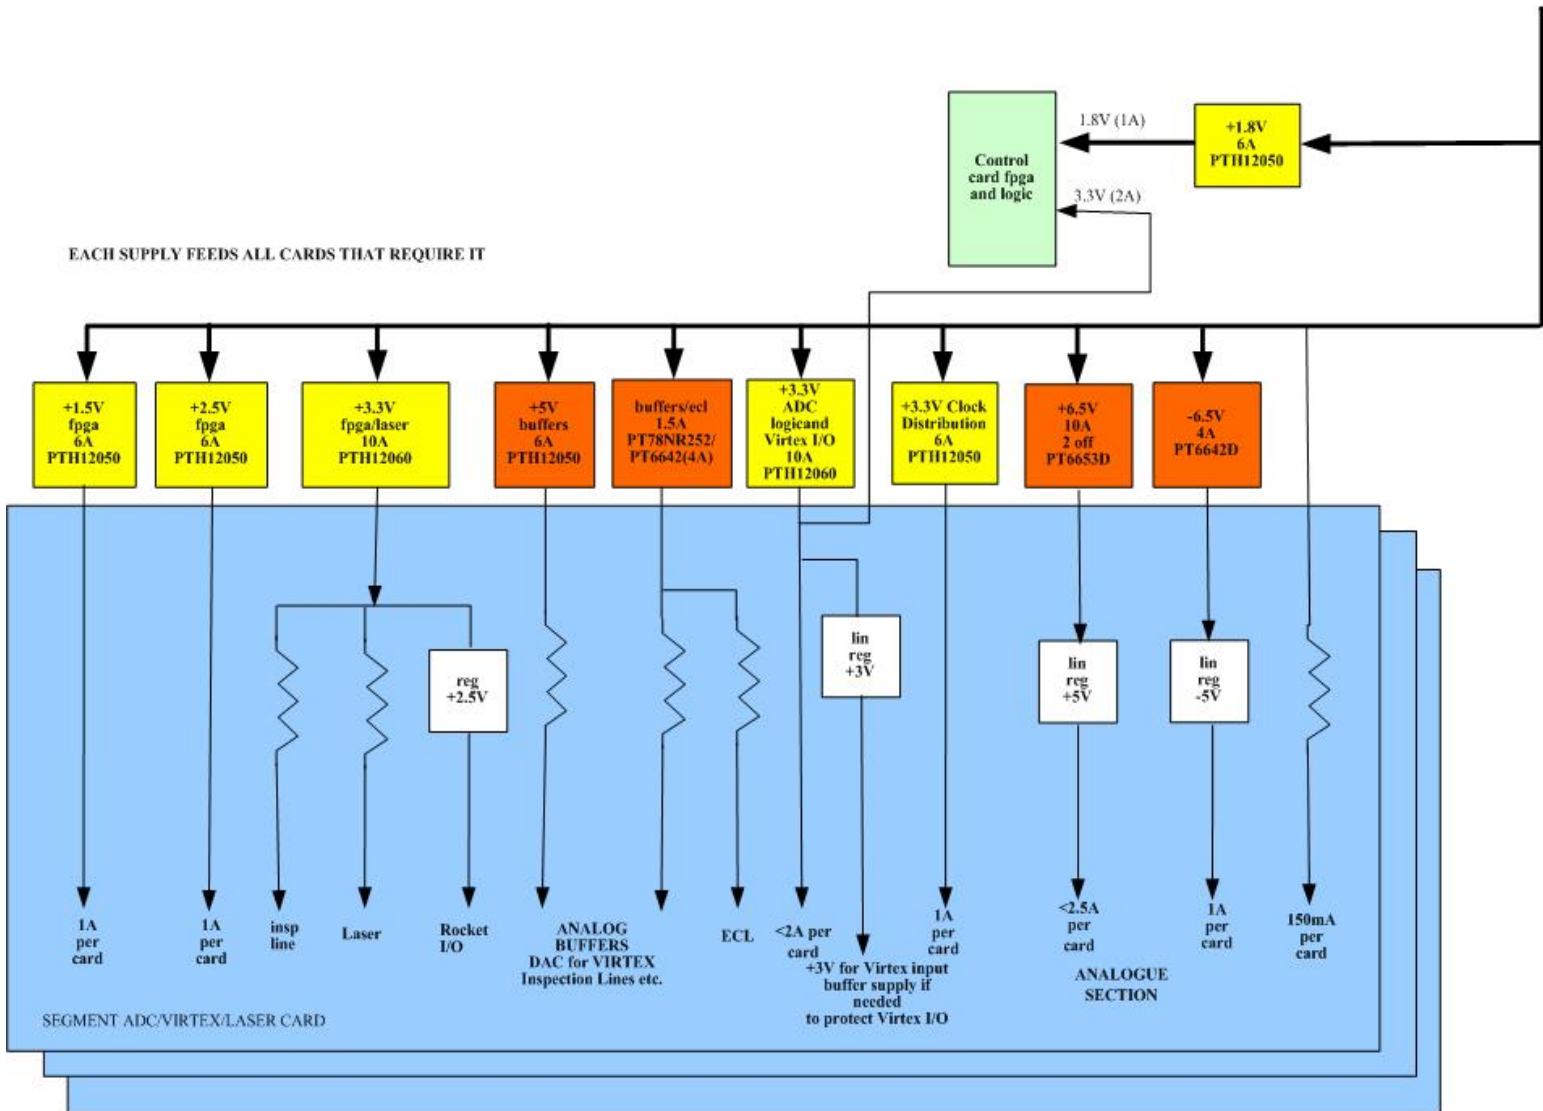 1.8V (1A)
+1.8V
6A
PTH12050
Control
card fpga
and logic
3.3V (2A)
EACH SUPPLY FEEDS ALL CARDS THAT REQUIRE IT
+1.5V
fpga
6A
PTH12050
+2.5V
fpga
6A
PTH12050
+3.3V
fpga/laser
10A
PTH12060
+5V
buffers
6A
PTH12050
buffers/ecl
1.5A
PT78NR252/
PT6642(4A)
+3.3V
ADC
logicand
Virtex I/O
10A
PTH12060
+3.3V Clock
Distribution
6A
PTH12050
+6.5V
10A
2 off
PT6653D
-6.5V
4A
PT6642D
reg
+2.5V
lin
reg
+3V
lin
reg
+5V
lin
reg
-5V
1A
per
card
1A
per
card
insp
line
Laser
Rocket
I/O
ANALOG
BUFFERS
DAC for VIRTEX
Inspection Lines etc.
ECL
<2A per
card
+3V for Virtex input
buffer supply if
needed
to protect Virtex I/O
1A
per
card
<2.5A
per
card
1A
per
card
150mA
per
card
ANALOGUE
SECTION
SEGMENT ADC/VIRTEX/LASER CARD